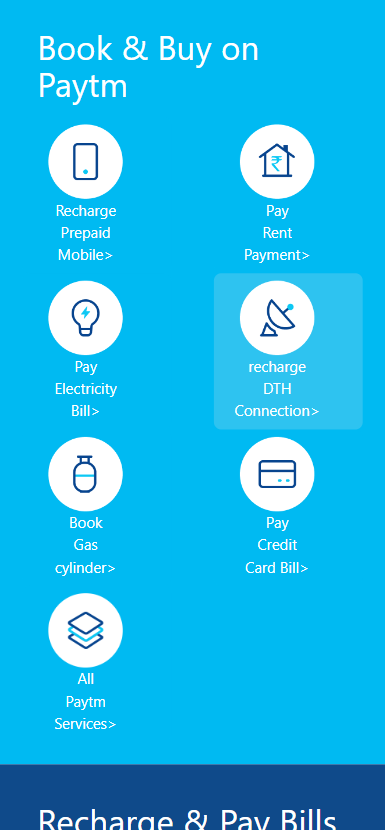 Book & Buy on
Paytm
Recharge
Prepaid
Mobile>
₹
Pay
Rent
Payment>
Pay
Electricity
Bill>
recharge
DTH
Connection>
Book
Gas
cylinder>
Pay
Credit
Card Bill>
All
Paytm
Services>
Recharge & Pay Bills